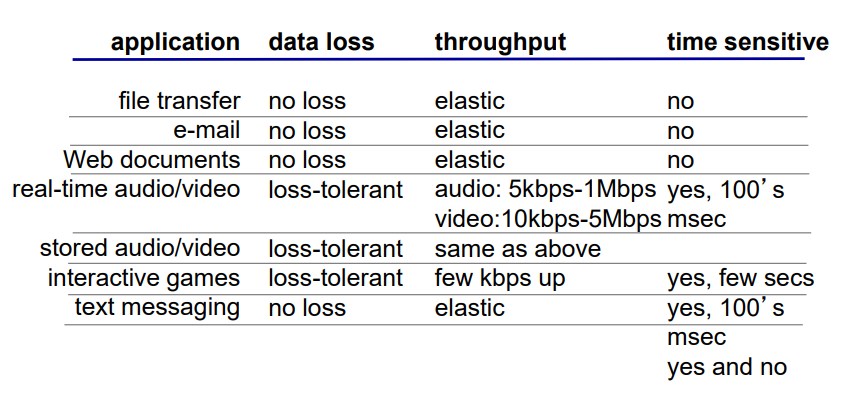 application data loss throughput time sensitive
file transfer no loss elastic no
e-mail no loss elastic no
Web documents no loss elastic no
real-time audio/video loss-tolerant audio: 5kbps-1Mbps yes, 100’s
video:10kbps-5Mbps msec
stored audio/video loss-tolerant same as above
interactive games loss-tolerant few kbps up yes, few secs
text messaging no loss elastic yes, 100’s
msec
yes and no